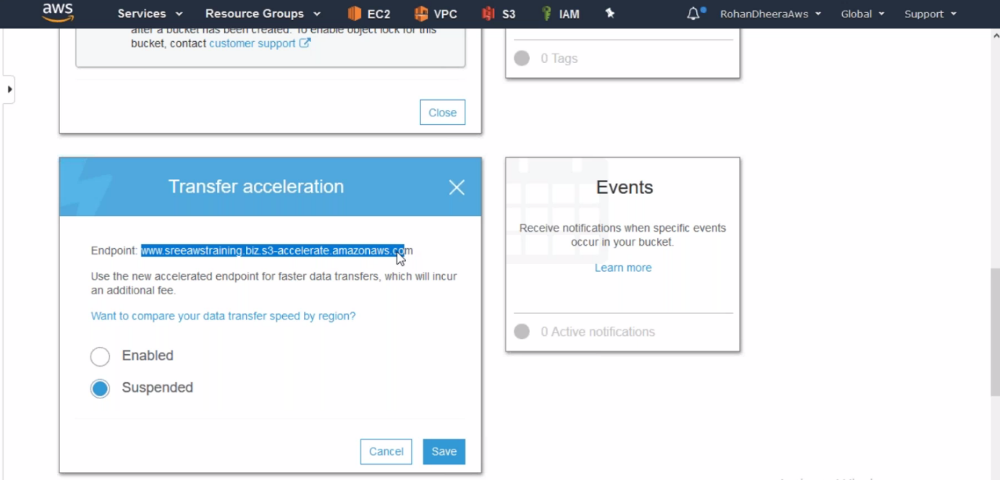 aws Services Resource Groups EC2 VPC S3 IAM RohanDheeraAws Global Support
after a bucket has been created. To enable object lock for this
bucket, contact customer support
0 Tags
Close
Transfer acceleration
Endpoint: www.sreeawstraining.biz.s3-accelerate.amazonaws.com
Use the new accelerated endpoint for faster data transfers, which will incur
an additional fee.
Want to compare your data transfer speed by region?
Enabled
Suspended
Cancel Save
Events
Receive notifications when specific events
occur in your bucket.
Learn more
0 Active notifications